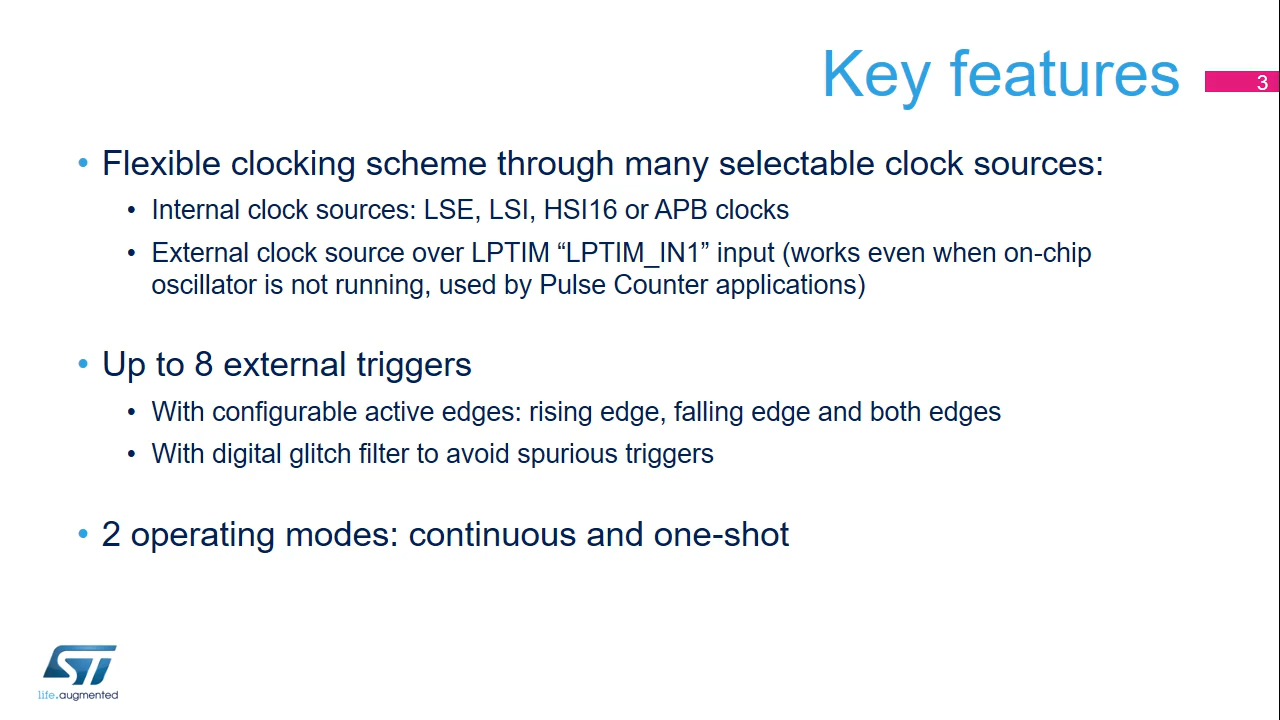 Key features
3
• Flexible clocking scheme through many selectable clock sources:
• Internal clock sources: LSE, LSI, HSI16 or APB clocks
• External clock source over LPTIM “LPTIM_IN1” input (works even when on-chip
oscillator is not running, used by Pulse Counter applications)
• Up to 8 external triggers
• With configurable active edges: rising edge, falling edge and both edges
• With digital glitch filter to avoid spurious triggers
• 2 operating modes: continuous and one-shot
ST
life.augmented